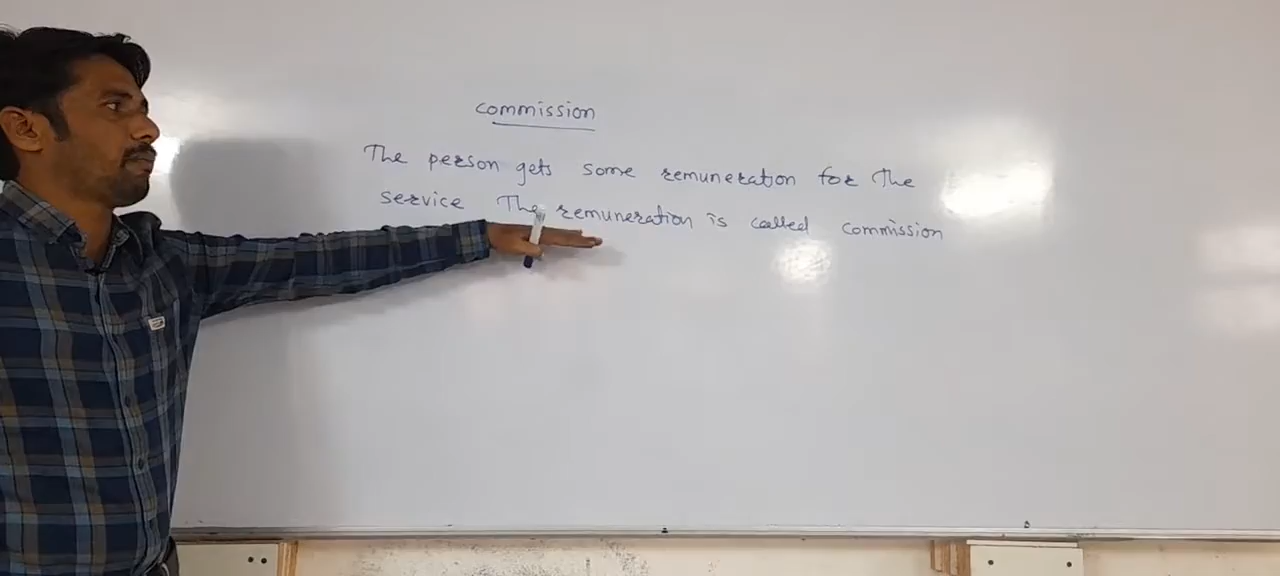 commission
The person gets some remuneration for the
service The remuneration is called commission